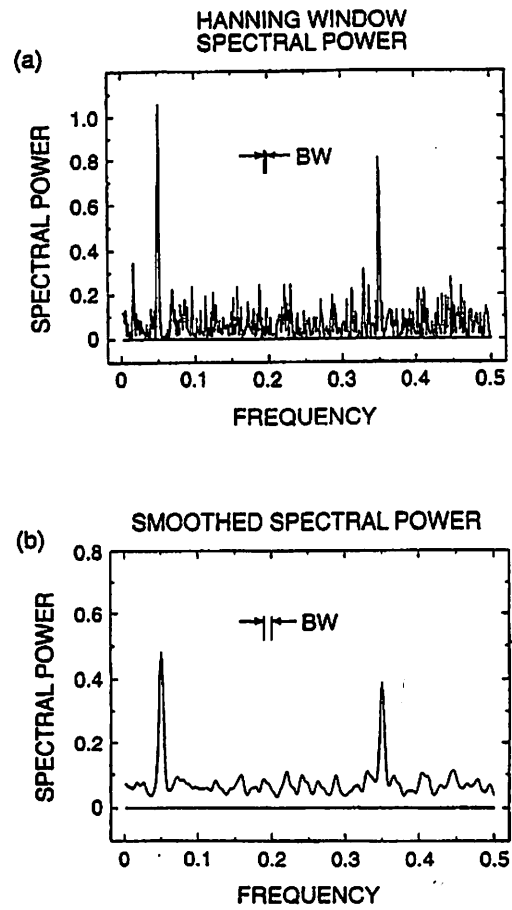 HANNING WINDOW
SPECTRAL POWER
(a)
1.0
0.8
0.6
0.4
0.2
0
SPECTRAL POWER
BW
0 0.1 0.2 0.3 0.4 0.5
FREQUENCY
SMOOTHED SPECTRAL POWER
(b)
0.8
0.6
0.4
0.2
0
SPECTRAL POWER
BW
0 0.1 0.2 0.3 0.4 0.5
FREQUENCY